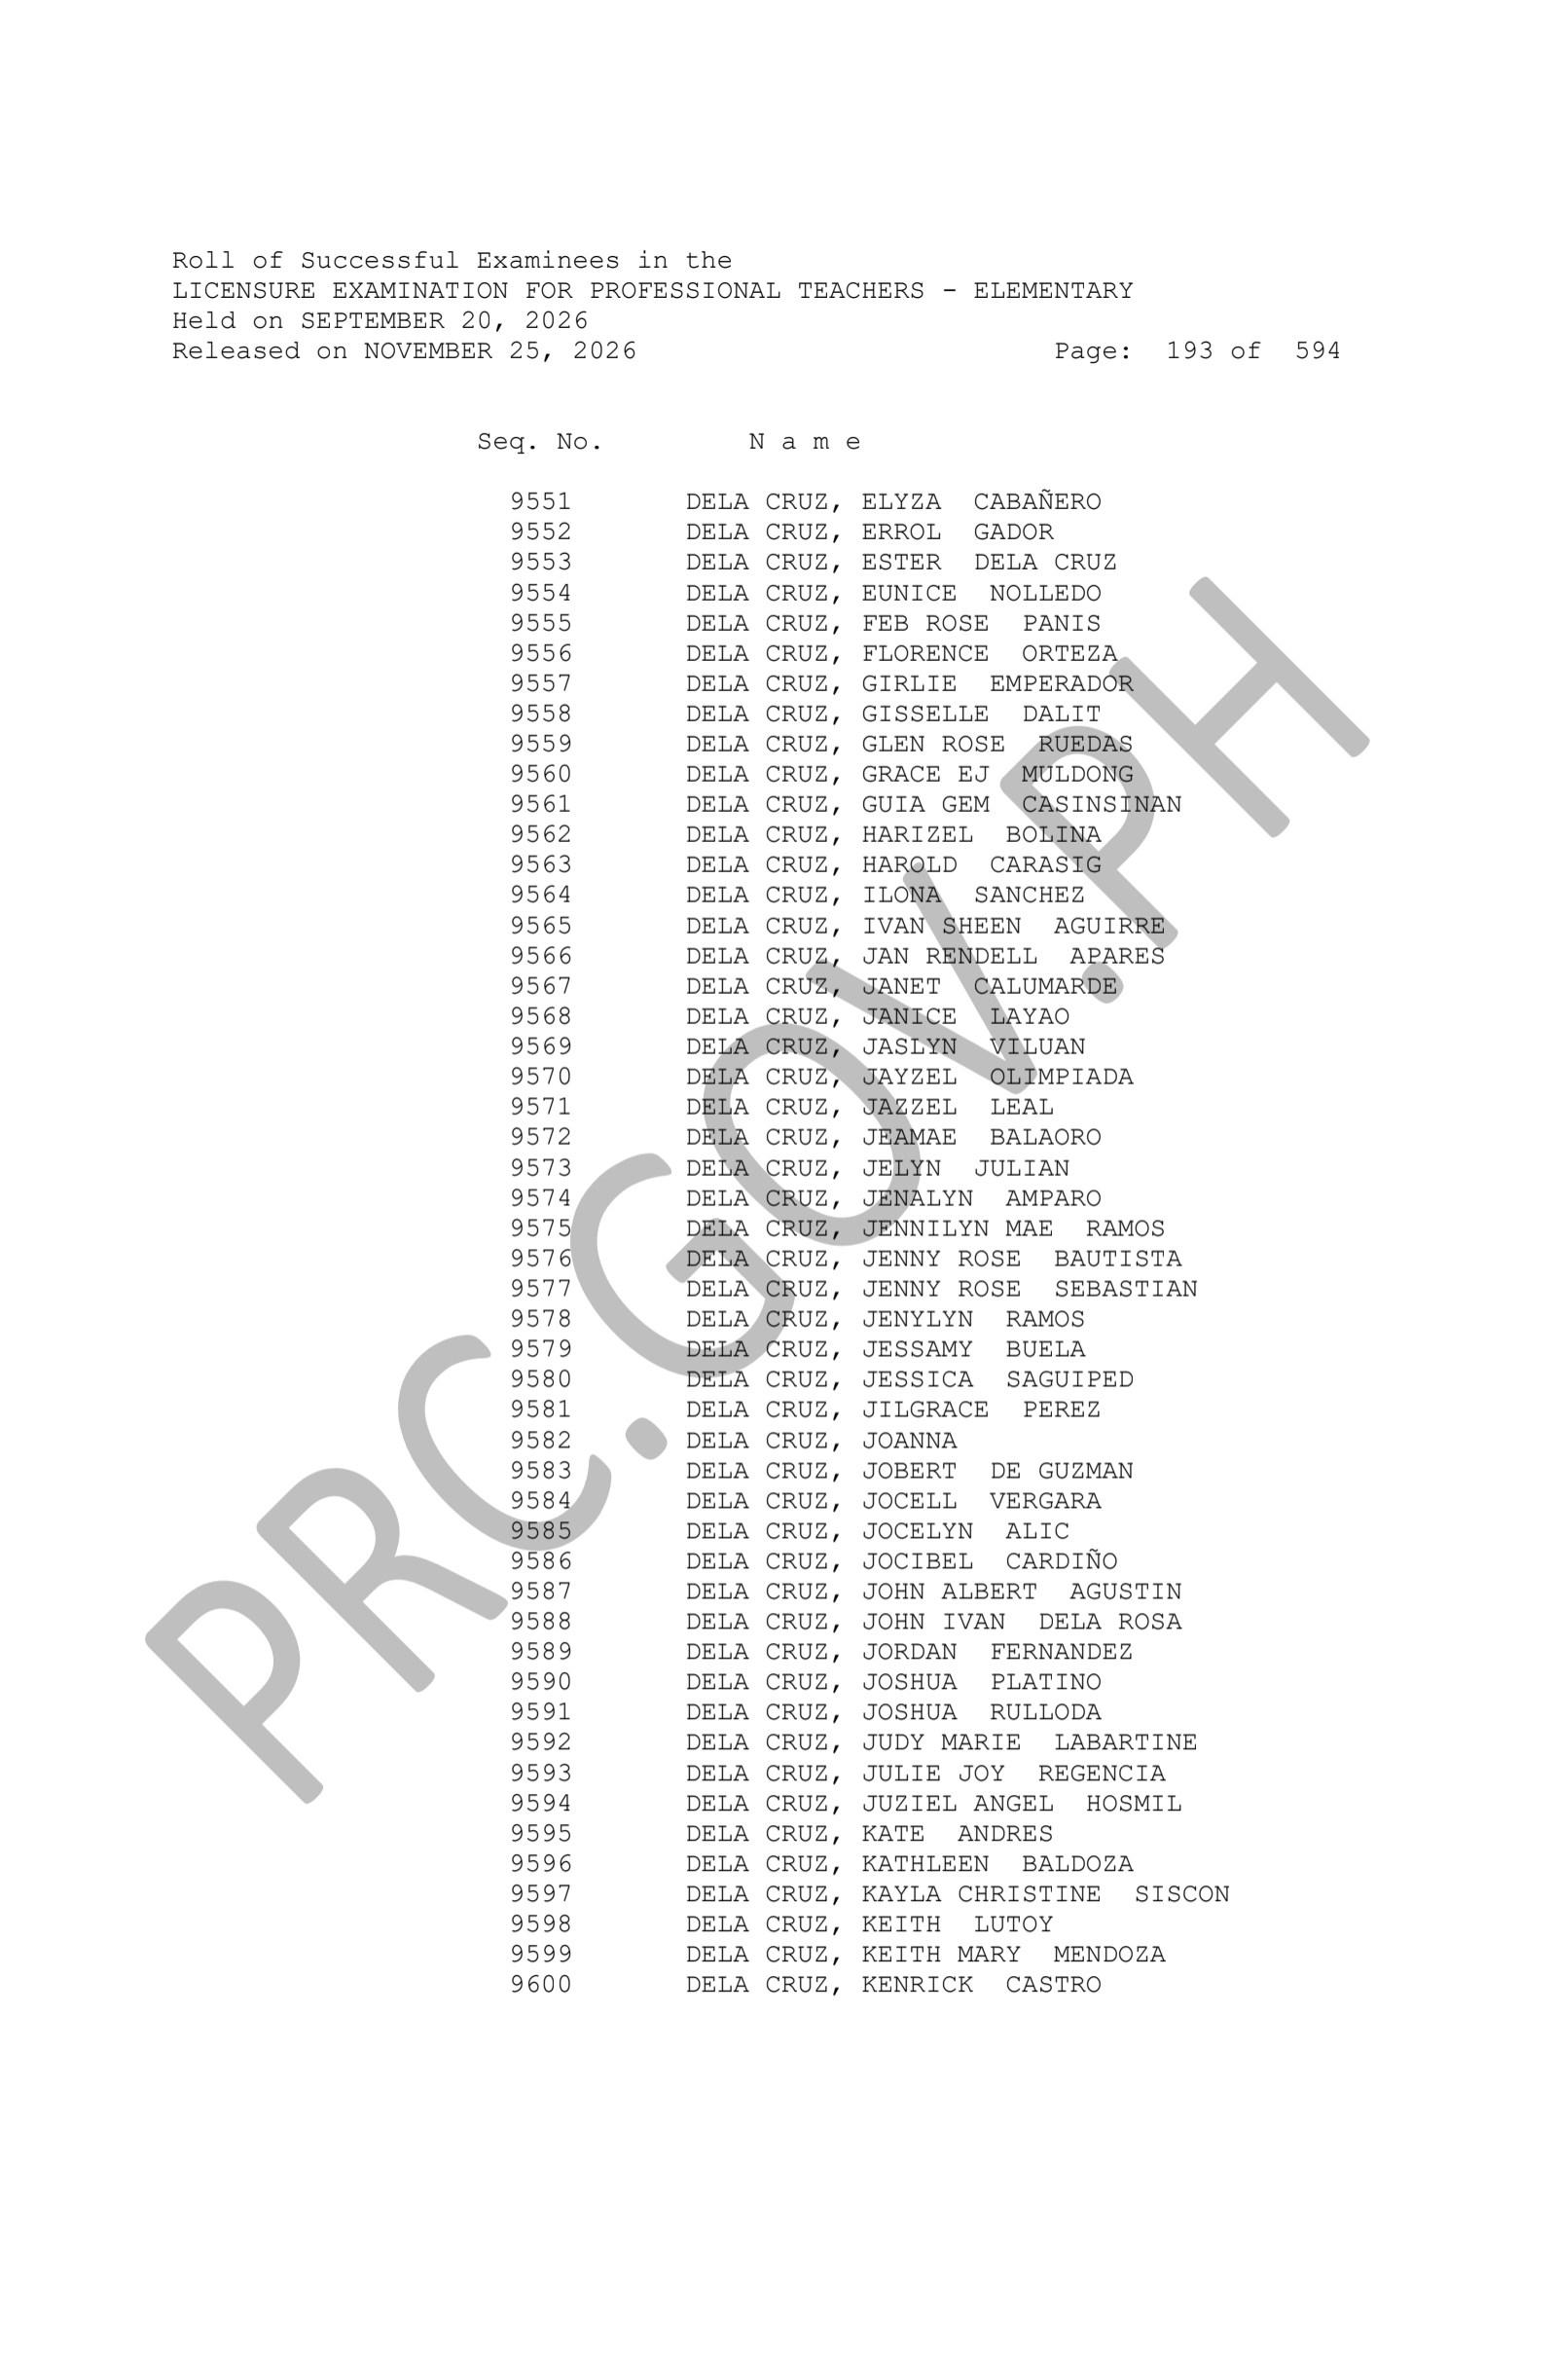 Roll of Successful Examinees in the
LICENSURE EXAMINATION FOR PROFESSIONAL TEACHERS - ELEMENTARY
Held on SEPTEMBER 20, 2026
Released on NOVEMBER 25, 2026 Page: 193 of 594
Seq. No. N a m e
9551 DELA CRUZ, ELYZA CABAÑERO
9552 DELA CRUZ, ERROL GADOR
9553 DELA CRUZ, ESTER DELA CRUZ
9554 DELA CRUZ, EUNICE NOLLEDO
9555 DELA CRUZ, FEB ROSE PANIS
9556 DELA CRUZ, FLORENCE ORTEZA
9557 DELA CRUZ, GIRLIE EMPERADOR
9558 DELA CRUZ, GISSELLE DALIT
9559 DELA CRUZ, GLEN ROSE RUEDAS
9560 DELA CRUZ, GRACE EJ MULDONG
9561 DELA CRUZ, GUIA GEM CASINSINAN
9562 DELA CRUZ, HARIZEL BOLINA
9563 DELA CRUZ, HAROLD CARASIG
9564 DELA CRUZ, ILONA SANCHEZ
9565 DELA CRUZ, IVAN SHEEN AGUIRRE
9566 DELA CRUZ, JAN RENDELL APARES
9567 DELA CRUZ, JANET CALUMARDE
9568 DELA CRUZ, JANICE LAYAO
9569 DELA CRUZ, JASLYN VILUAN
9570 DELA CRUZ, JAYZEL OLIMPIADA
9571 DELA CRUZ, JAZZEL LEAL
9572 DELA CRUZ, JEAMAE BALAORO
9573 DELA CRUZ, JELYN JULIAN
9574 DELA CRUZ, JENALYN AMPARO
9575 DELA CRUZ, JENNILYN MAE RAMOS
9576 DELA CRUZ, JENNY ROSE BAUTISTA
9577 DELA CRUZ, JENNY ROSE SEBASTIAN
9578 DELA CRUZ, JENYLYN RAMOS
9579 DELA CRUZ, JESSAMY BUELA
9580 DELA CRUZ, JESSICA SAGUIPED
9581 DELA CRUZ, JILGRACE PEREZ
9582 DELA CRUZ, JOANNA
9583 DELA CRUZ, JOBERT DE GUZMAN
9584 DELA CRUZ, JOCELL VERGARA
9585 DELA CRUZ, JOCELYN ALIC
9586 DELA CRUZ, JOCIBEL CARDIÑO
9587 DELA CRUZ, JOHN ALBERT AGUSTIN
9588 DELA CRUZ, JOHN IVAN DELA ROSA
9589 DELA CRUZ, JORDAN FERNANDEZ
9590 DELA CRUZ, JOSHUA PLATINO
9591 DELA CRUZ, JOSHUA RULLODA
9592 DELA CRUZ, JUDY MARIE LABARTINE
9593 DELA CRUZ, JULIE JOY REGENCIA
9594 DELA CRUZ, JUZIEL ANGEL HOSMIL
9595 DELA CRUZ, KATE ANDRES
9596 DELA CRUZ, KATHLEEN BALDOZA
9597 DELA CRUZ, KAYLA CHRISTINE SISCON
9598 DELA CRUZ, KEITH LUTOY
9599 DELA CRUZ, KEITH MARY MENDOZA
9600 DELA CRUZ, KENRICK CASTRO
PRC.GOV.PH